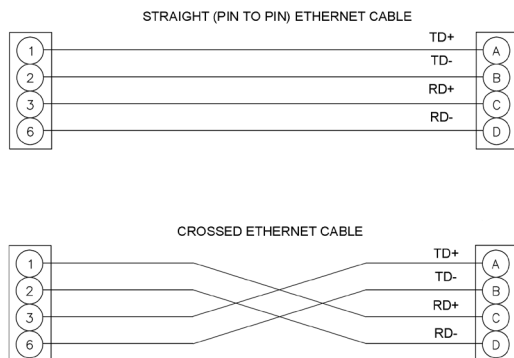 STRAIGHT (PIN TO PIN) ETHERNET CABLE
TD+
1 A
TD-
2 B
RD+
3 C
RD-
6 D
CROSSED ETHERNET CABLE
TD+
1 A
TD-
2 B
RD+
3 C
RD-
6 D